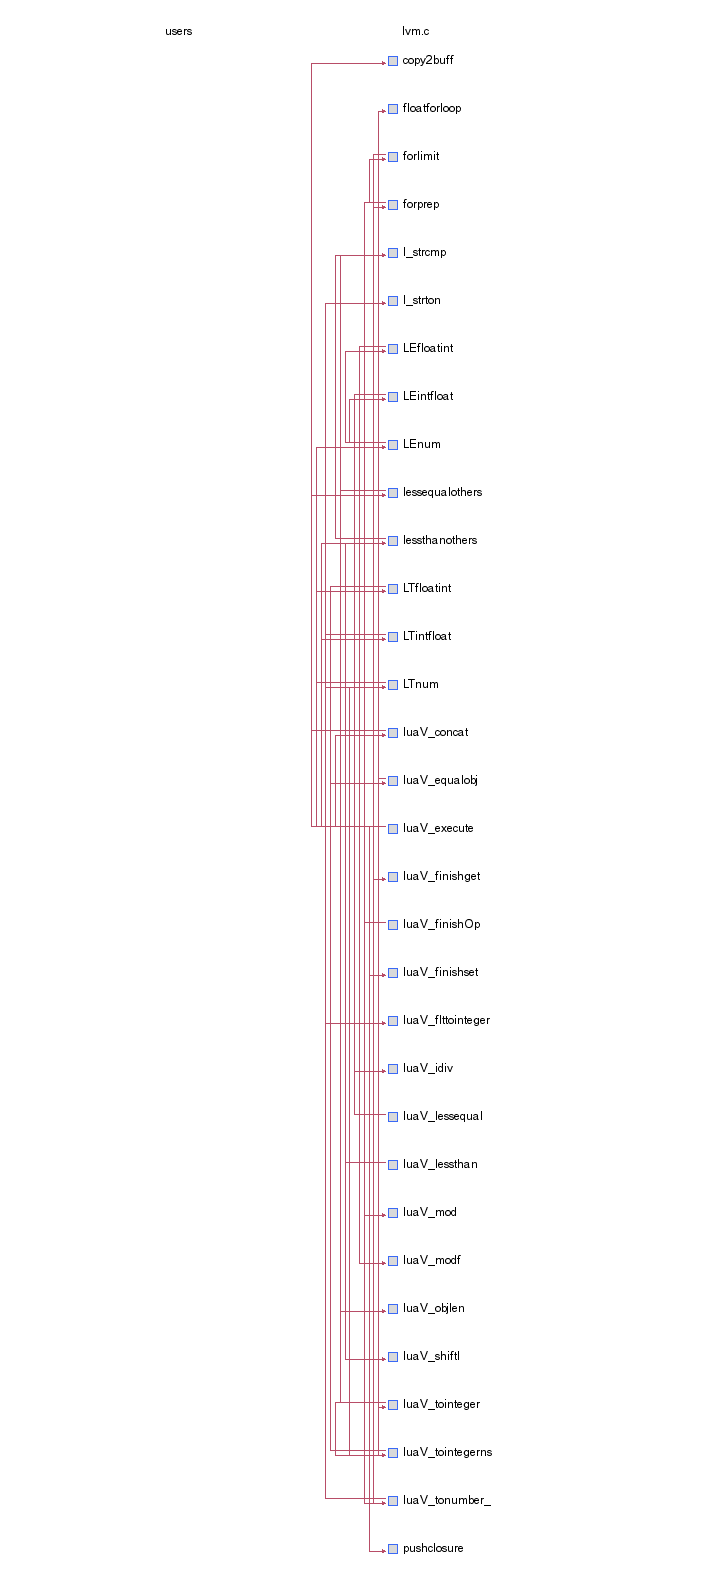 users lvm.c
copy2buff
floatforloop
forlimit
forprep
l_strcmp
l_strton
LEfloatint
LEintfloat
LEnum
lessequalothers
lessthanothers
LTfloatint
LTintfloat
LTnum
luaV_concat
luaV_equalobj
luaV_execute
luaV_finishget
luaV_finishOp
luaV_finishset
luaV_flttointeger
luaV_idiv
luaV_lessequal
luaV_lessthan
luaV_mod
luaV_modf
luaV_objlen
luaV_shiftl
luaV_tointeger
luaV_tointegerns
luaV_tonumber_
pushclosure